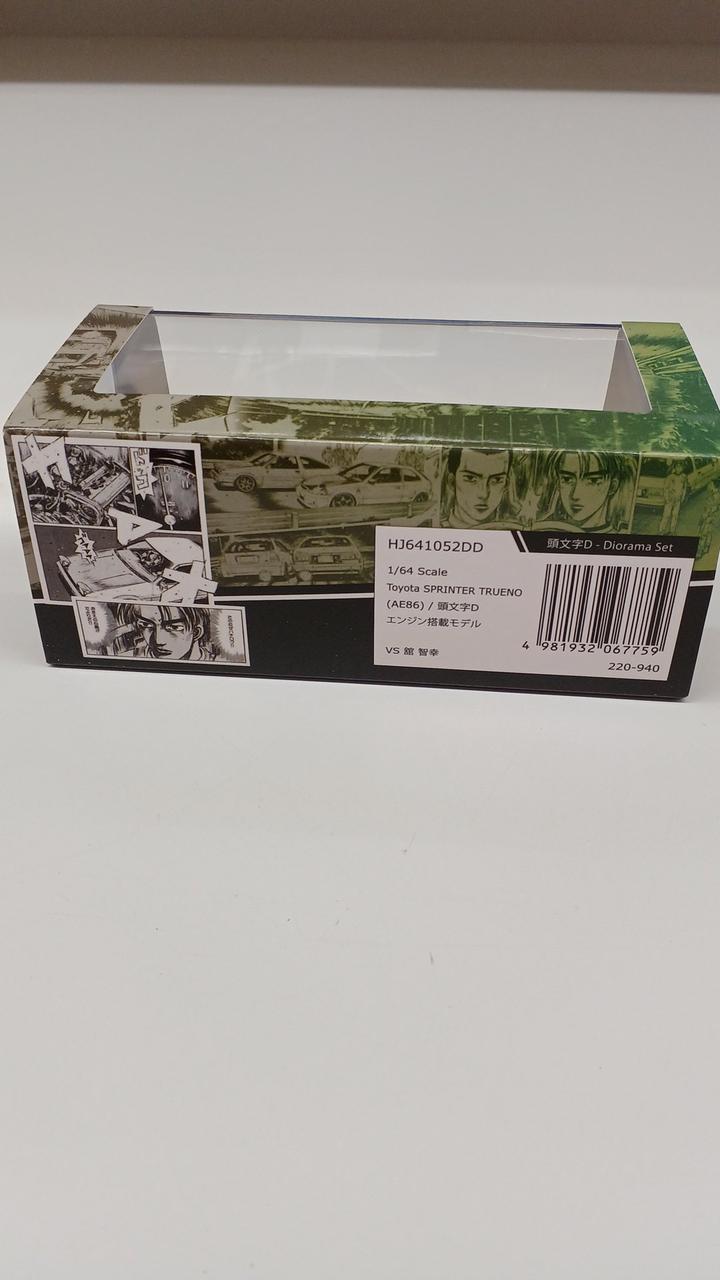 HJ641052DD
頭文字D - Diorama Set
1/64 Scale
Toyota SPRINTER TRUENO
(AE86) / 頭文字D
エンジン搭載モデル
VS 舘 智幸
4 981932 067759
220-940